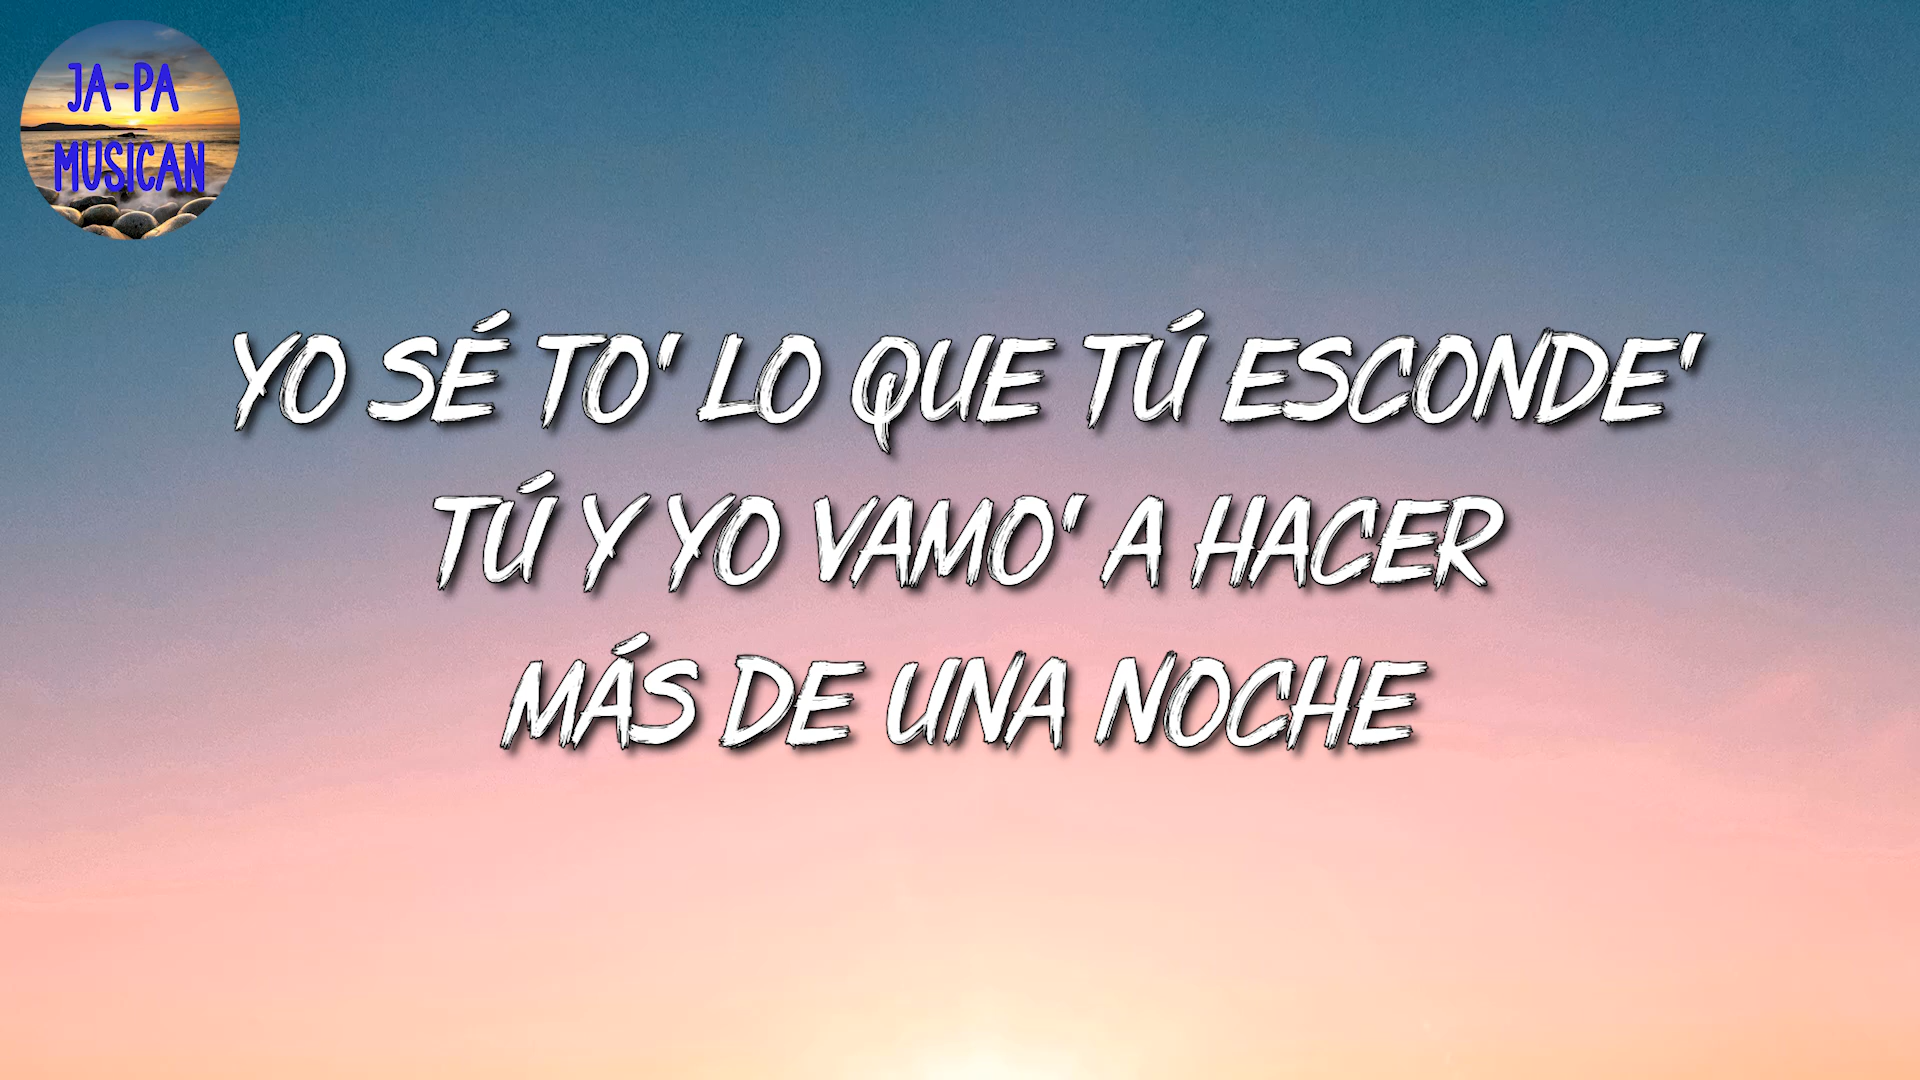 JA-PA
MUSICAN
YO SÉ TO' LO QUE TÚ ESCONDE'
TÚ Y YO VAMO' A HACER
MÁS DE UNA NOCHE